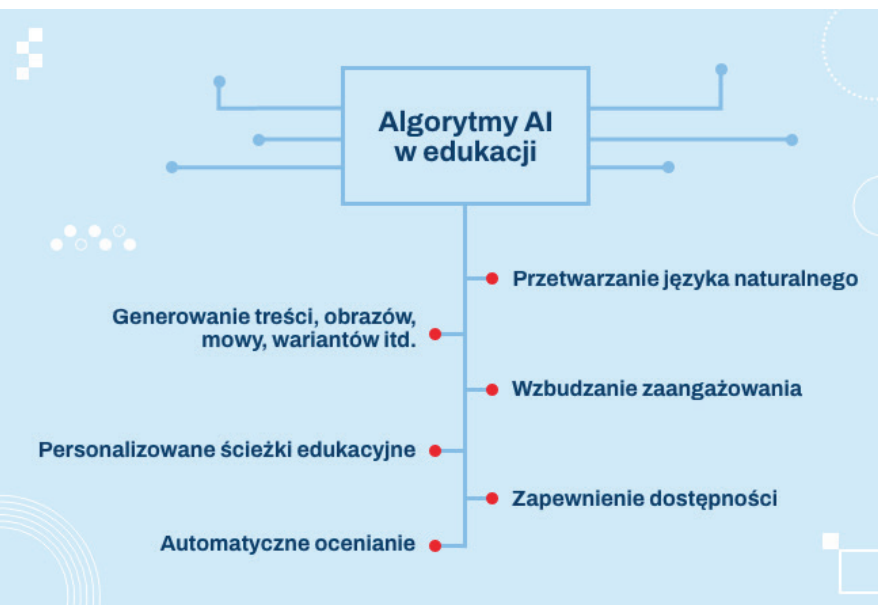 Algorytmy AI
w edukacji
Przetwarzanie języka naturalnego
Generowanie treści, obrazów,
mowy, wariantów itd.
Wzbudzanie zaangażowania
Personalizowane ścieżki edukacyjne
Zapewnienie dostępności
Automatyczne ocenianie